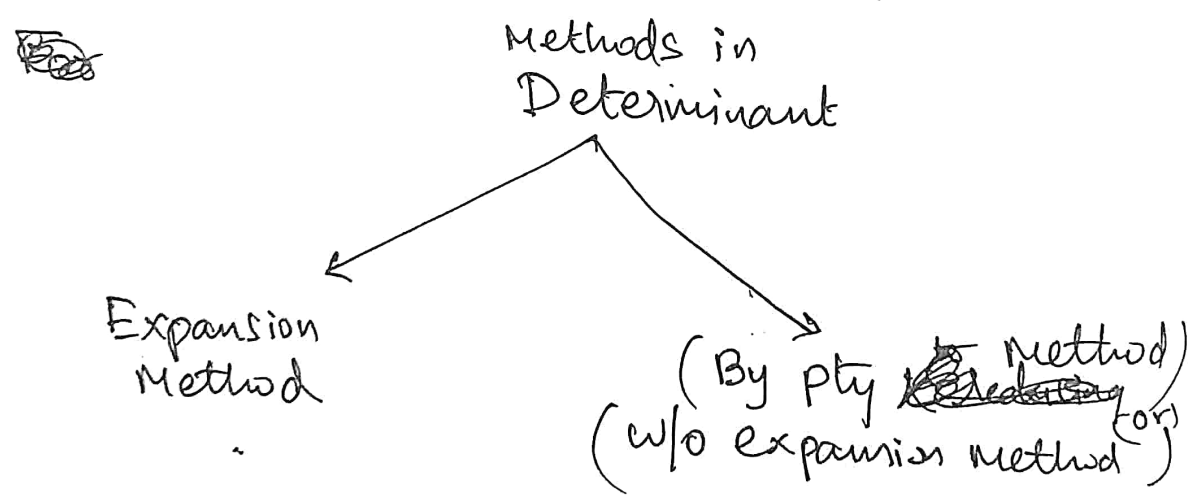 Methods in
Determinant
Expansion
Method
(By pty Method)
(or)
(w/o expansion method)